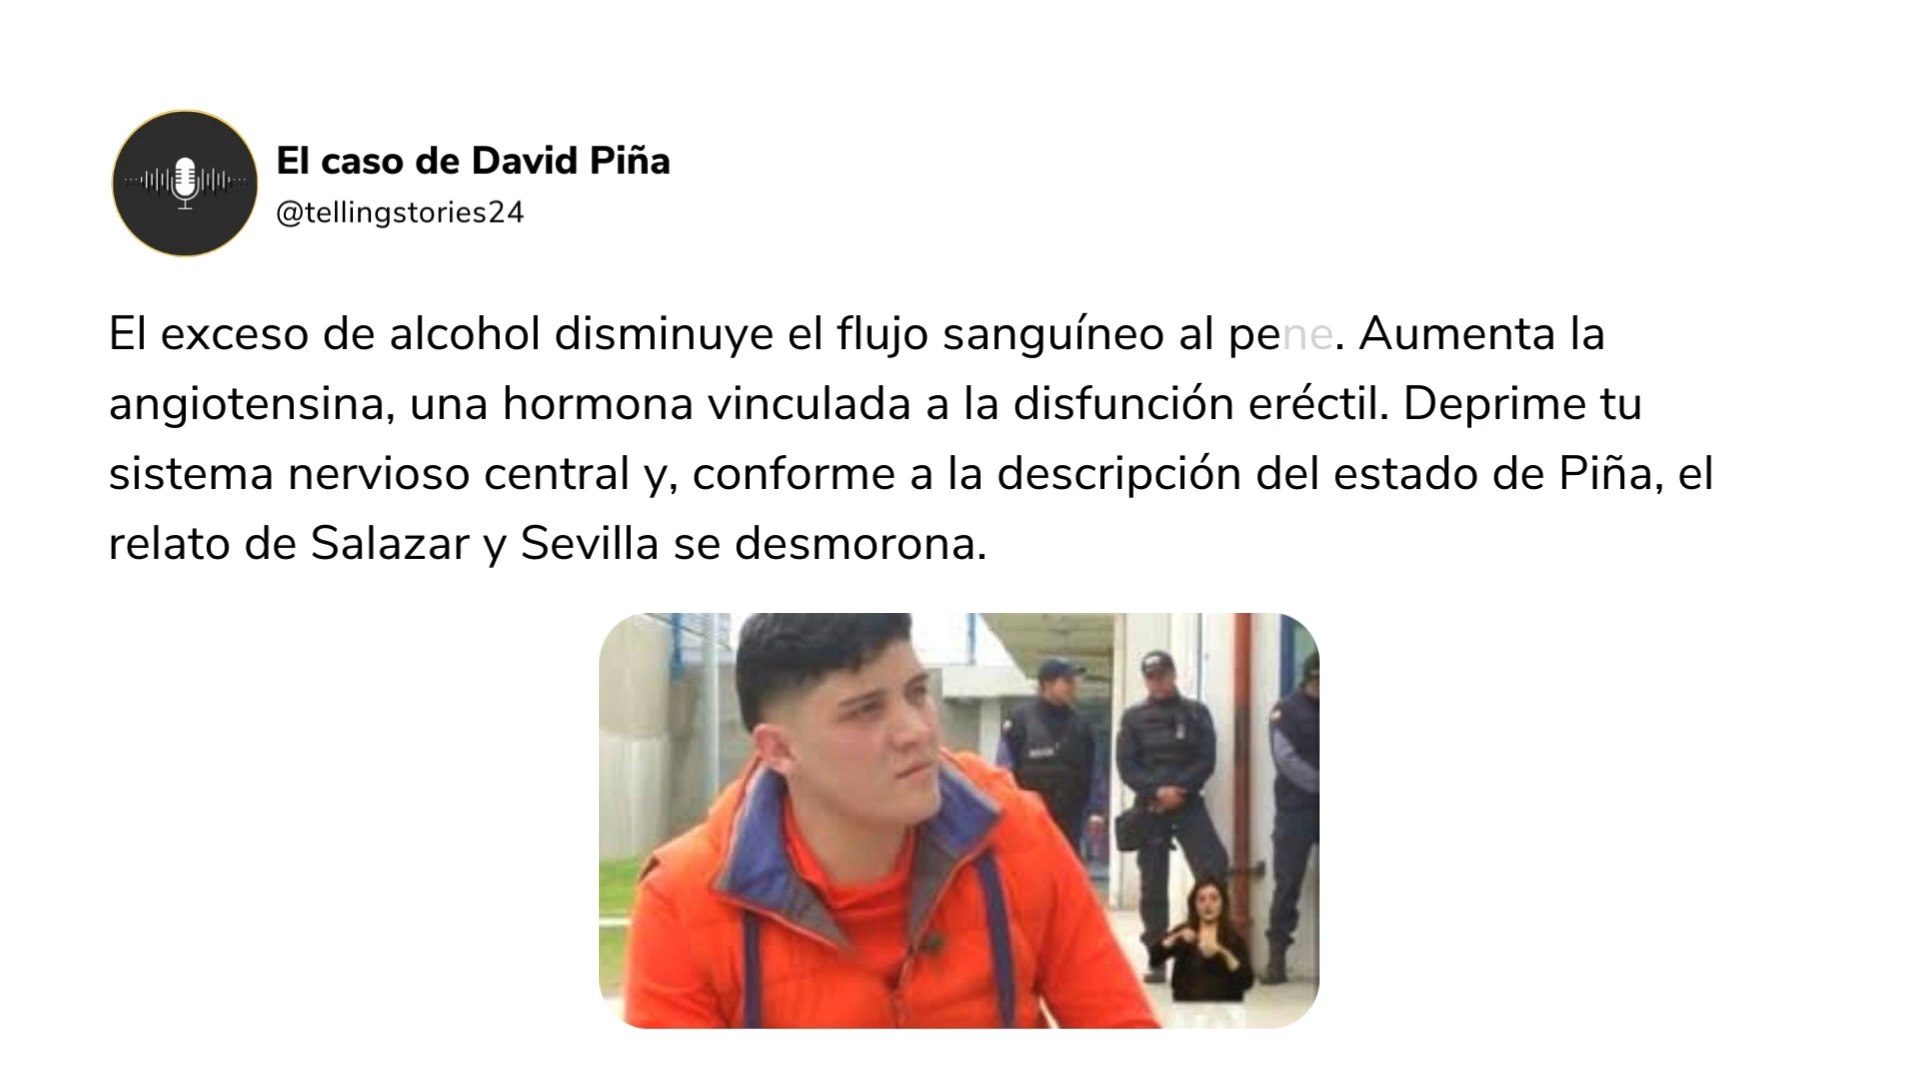 El caso de David Piña
@tellingstories24
El exceso de alcohol disminuye el flujo sanguíneo al pene. Aumenta la
angiotensina, una hormona vinculada a la disfunción eréctil. Deprime tu
sistema nervioso central y, conforme a la descripción del estado de Piña, el
relato de Salazar y Sevilla se desmorona.